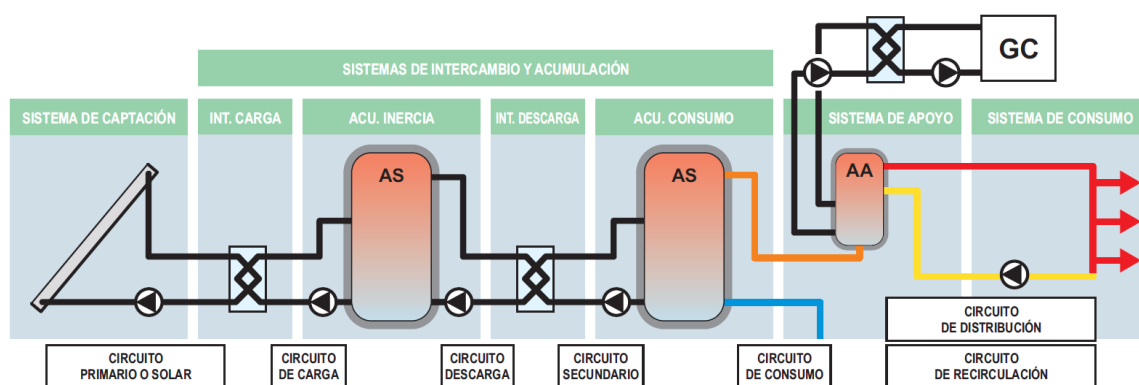 GC
SISTEMAS DE INTERCAMBIO Y ACUMULACIÓN
SISTEMA DE CAPTACIÓN
INT. CARGA
ACU. INERCIA
INT. DESCARGA
ACU. CONSUMO
SISTEMA DE APOYO
SISTEMA DE CONSUMO
AS
AS
AA
CIRCUITO
DE DISTRIBUCIÓN
CIRCUITO
PRIMARIO O SOLAR
CIRCUITO
DE CARGA
CIRCUITO
DESCARGA
CIRCUITO
SECUNDARIO
CIRCUITO
DE CONSUMO
CIRCUITO
DE RECIRCULACIÓN